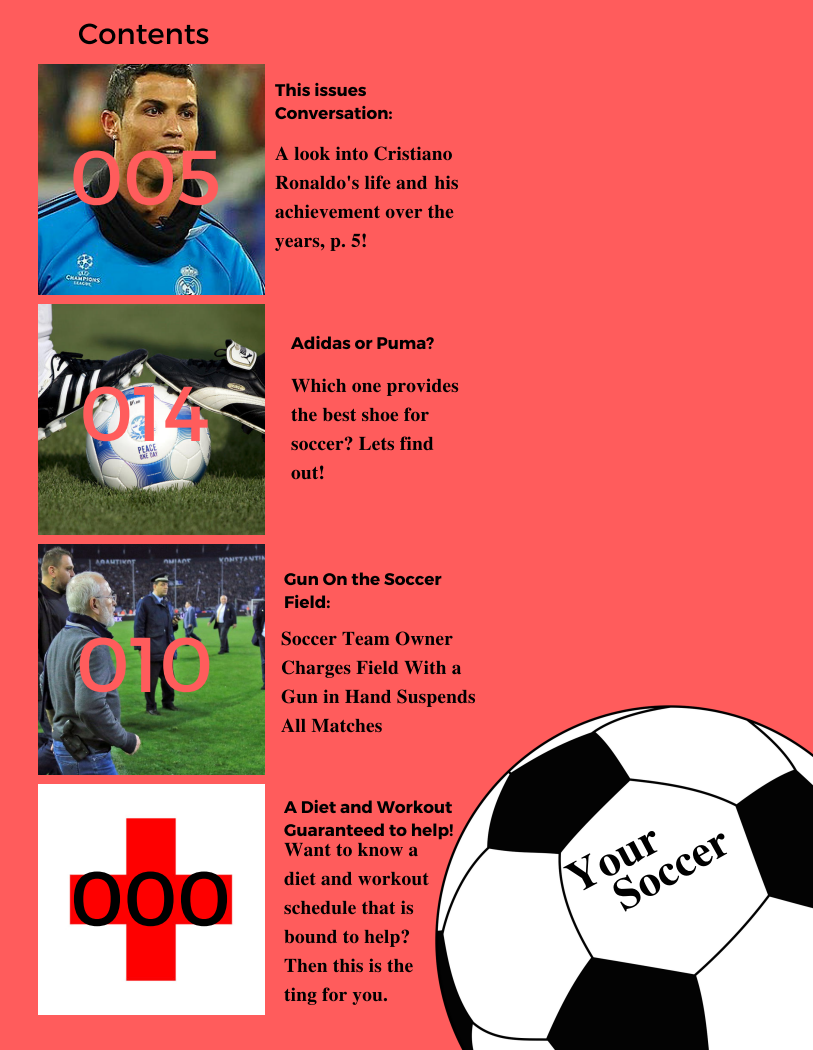 Contents
005
This issues
Conversation:
A look into Cristiano
Ronaldo's life and his
achievement over the
years, p. 5!
CHAMPIONS
LEAGUE
014
PEACE
ONE DAY
Adidas or Puma?
Which one provides
the best shoe for
soccer? Lets find
out!
010
Gun On the Soccer
Field:
Soccer Team Owner
Charges Field With a
Gun in Hand Suspends
All Matches
000
A Diet and Workout
Guaranteed to help!
Want to know a
diet and workout
schedule that is
bound to help?
Then this is the
ting for you.
Your
Soccer